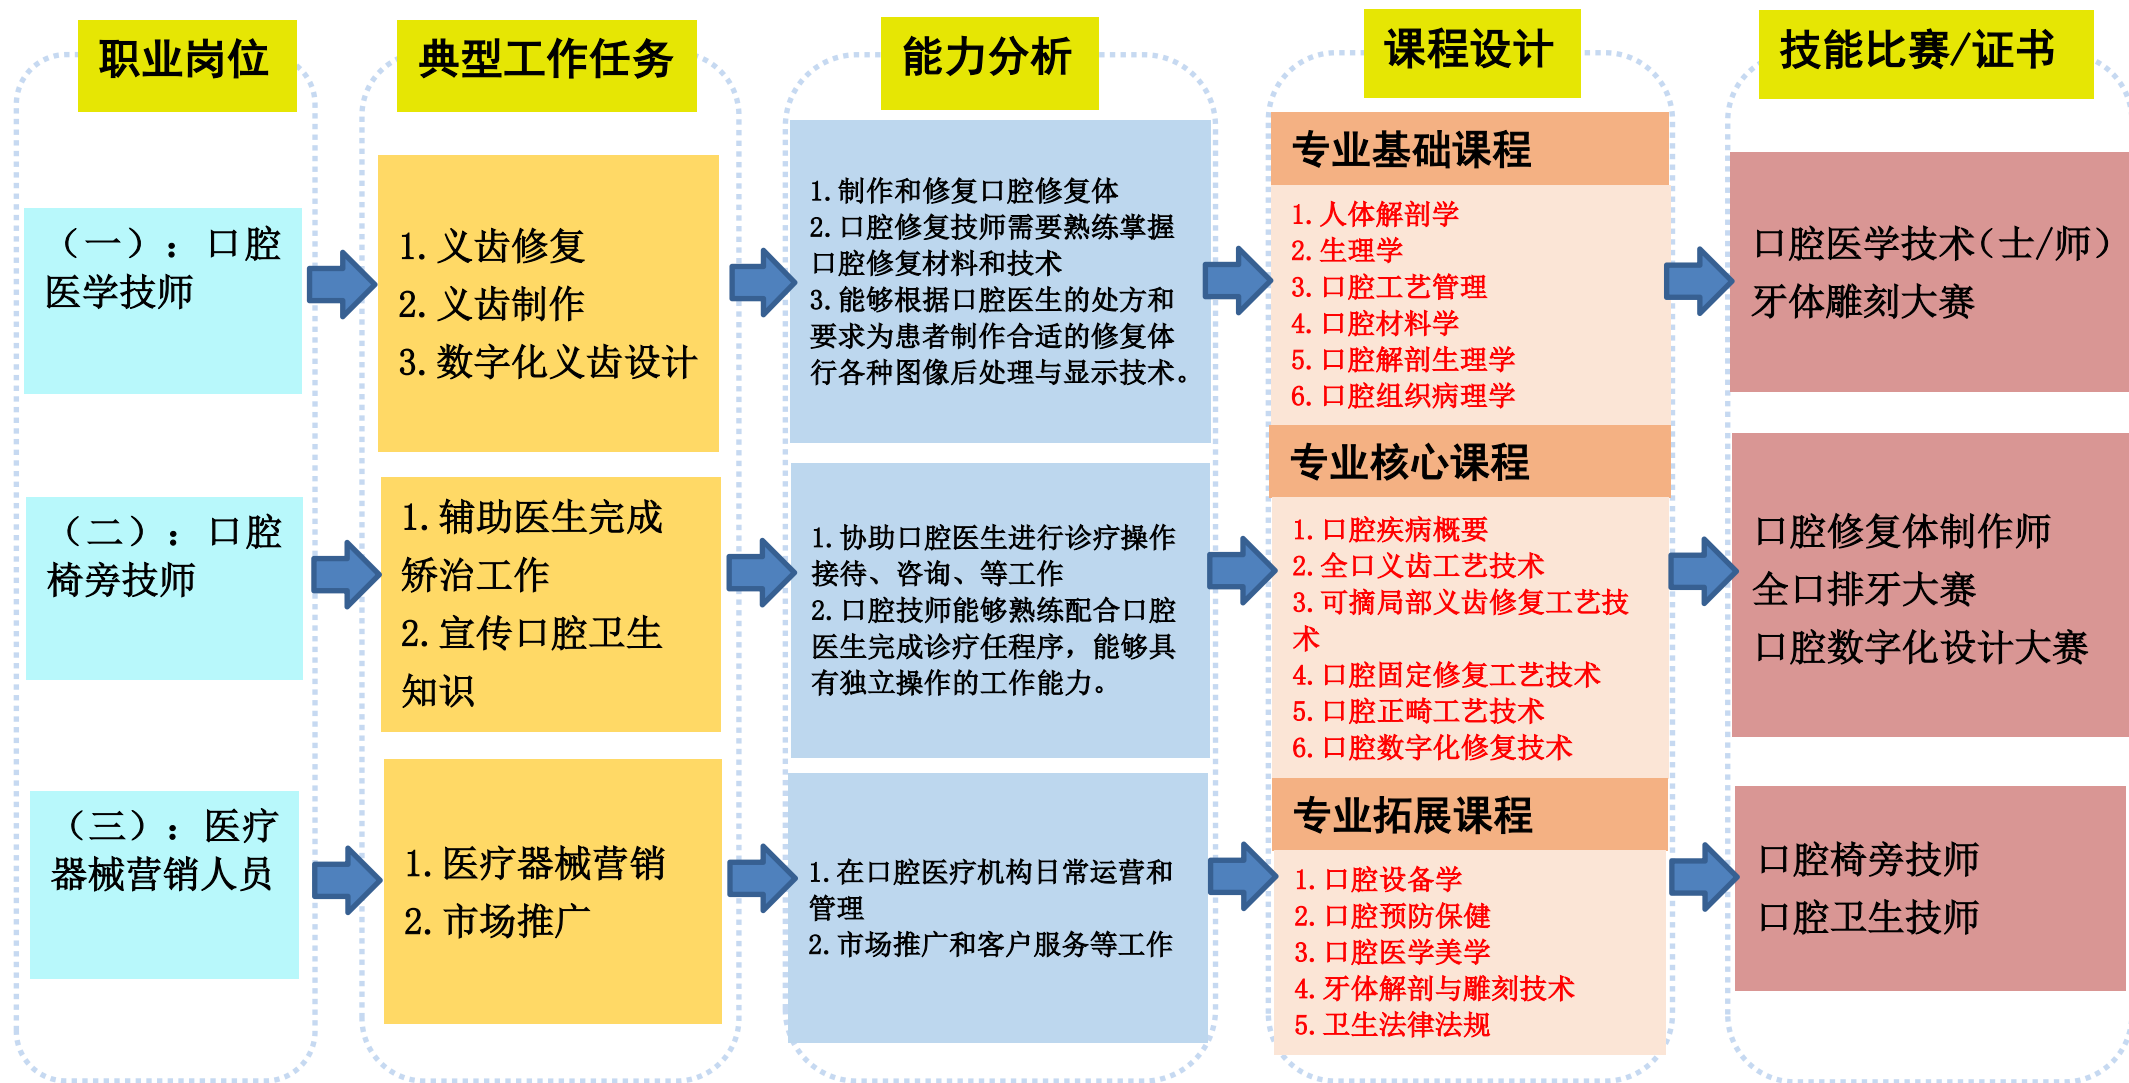 职业岗位
典型工作任务
能力分析
课程设计
技能比赛/证书
（一）：口腔
医学技师
1.义齿修复
2.义齿制作
3.数字化义齿设计
1.制作和修复口腔修复体
2.口腔修复技师需要熟练掌握
口腔修复材料和技术
3.能够根据口腔医生的处方和
要求为患者制作合适的修复体
行各种图像后处理与显示技术。
专业基础课程
1.人体解剖学
2.生理学
3.口腔工艺管理
4.口腔材料学
5.口腔解剖生理学
6.口腔组织病理学
口腔医学技术（士/师）
牙体雕刻大赛
（二）：口腔
椅旁技师
1.辅助医生完成
矫治工作
2.宣传口腔卫生
知识
1.协助口腔医生进行诊疗操作
接待、咨询、等工作
2.口腔技师能够熟练配合口腔
医生完成诊疗任程序，能够具
有独立操作的工作能力。
专业核心课程
1.口腔疾病概要
2.全口义齿工艺技术
3.可摘局部义齿修复工艺技
术
4.口腔固定修复工艺技术
5.口腔正畸工艺技术
6.口腔数字化修复技术
口腔修复体制作师
全口排牙大赛
口腔数字化设计大赛
（三）：医疗
器械营销人员
1.医疗器械营销
2.市场推广
1.在口腔医疗机构日常运营和
管理
2.市场推广和客户服务等工作
专业拓展课程
1.口腔设备学
2.口腔预防保健
3.口腔医学美学
4.牙体解剖与雕刻技术
5.卫生法律法规
口腔椅旁技师
口腔卫生技师